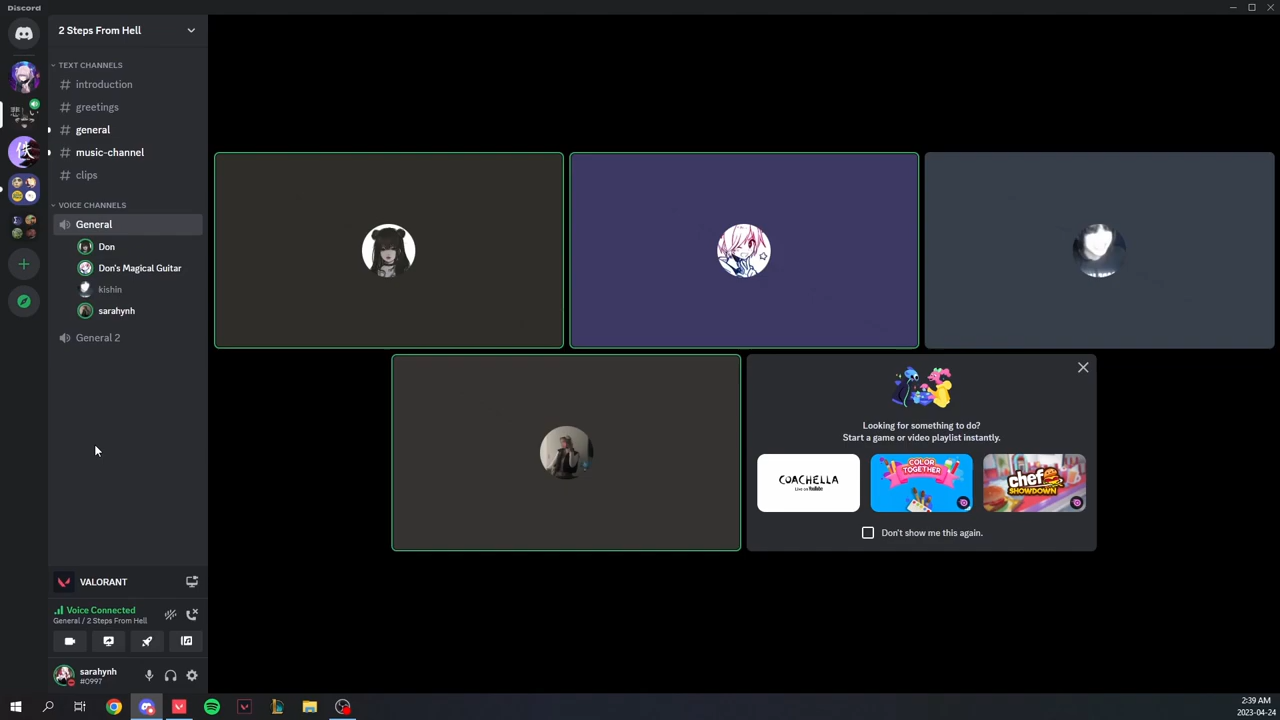 Discord
2 Steps From Hell
TEXT CHANNELS
# introduction
# greetings
# general
# music-channel
# clips
VOICE CHANNELS
General
Don
Don's Magical Guitar
kishin
sarahynh
General 2
Looking for something to do?
Start a game or video playlist instantly.
COACHELLA
LIVE ON YouTube
COLOR
TOGETHER
chef
SHOWDOWN
Don't show me this again.
VALORANT
Voice Connected
General / 2 Steps From Hell
sarahynh
#0997
2:39 AM
2023-04-24